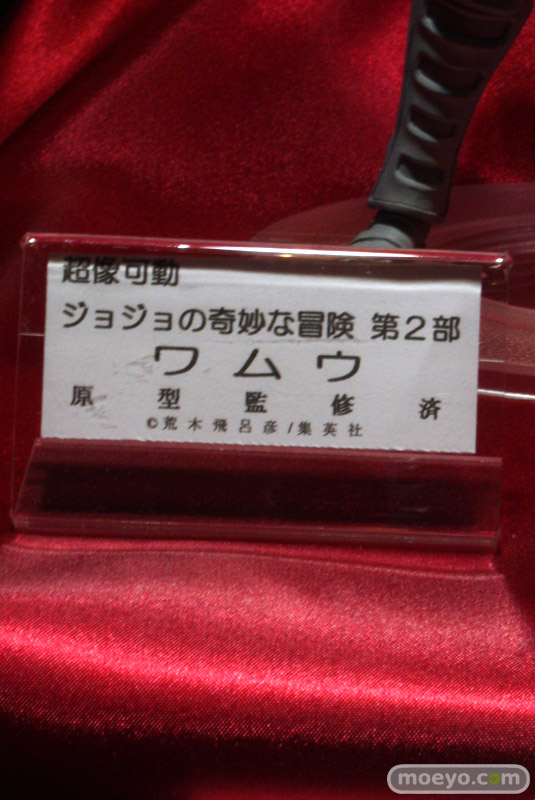 超像可動
ジョジョの奇妙な冒険 第2部
ワムウ
原型監修済
©荒木飛呂彦/集英社
moeyo.com